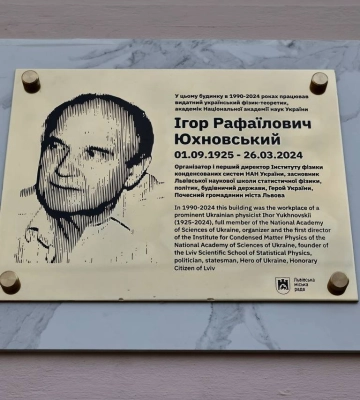 У цьому будинку в 1990-2024 роках працював
видатний український фізик-теоретик,
академік Національної академії наук України
Ігор Рафаїлович
Юхновський
01.09.1925 - 26.03.2024
Організатор і перший директор Інституту фізики
конденсованих систем НАН України, засновник
Львівської наукової школи статистичної фізики,
політик, будівничий держави, Герой України,
Почесний громадянин міста Львова
In 1990-2024 this building was the workplace of a
prominent Ukrainian physicist Ihor Yukhnovskii
(1925-2024), full member of the National Academy
of Sciences of Ukraine, organizer and the first director
of the Institute for Condensed Matter Physics of the
National Academy of Sciences of Ukraine, founder of
the Lviv Scientific School of Statistical Physics,
politician, statesman, Hero of Ukraine, Honorary
Citizen of Lviv
Львівська
міська
рада